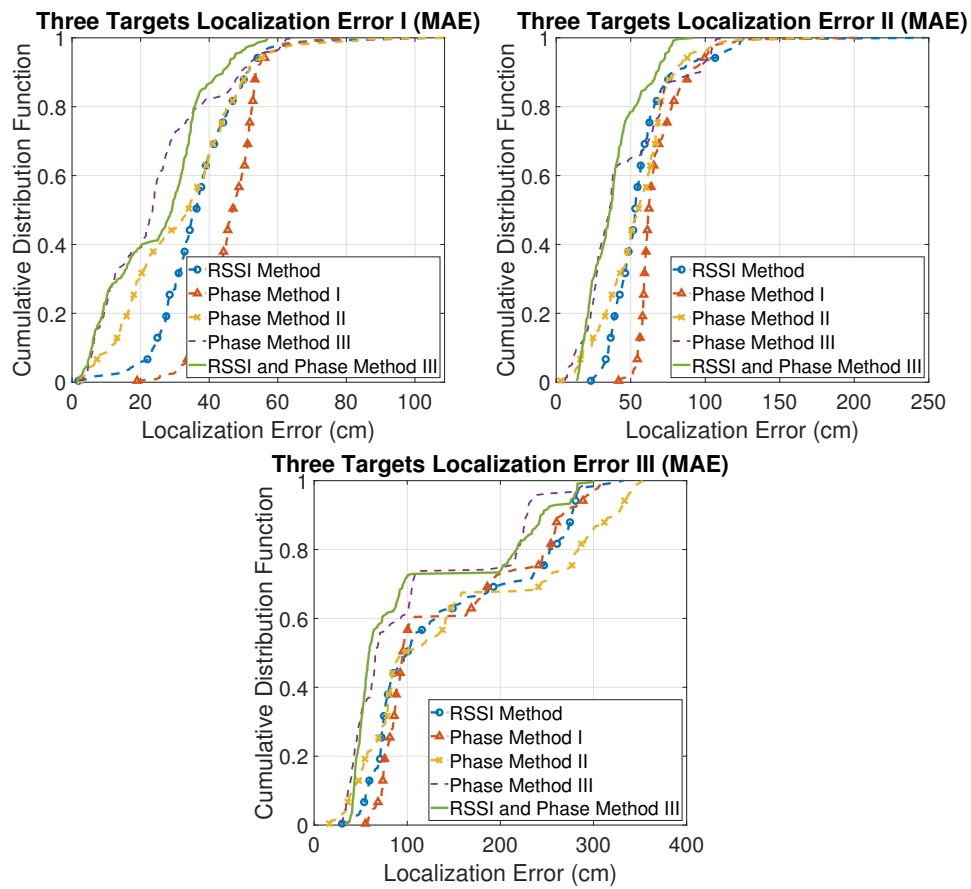 Three Targets Localization Error I (MAE)
Cumulative Distribution Function
1
0.8
0.6
0.4
0.2
0
RSSI Method
Phase Method I
Phase Method II
Phase Method III
RSSI and Phase Method III
0 20 40 60 80 100
Localization Error (cm)
Three Targets Localization Error II (MAE)
Cumulative Distribution Function
1
0.8
0.6
0.4
0.2
0
RSSI Method
Phase Method I
Phase Method II
Phase Method III
RSSI and Phase Method III
0 50 100 150 200 250
Localization Error (cm)
Three Targets Localization Error III (MAE)
Cumulative Distribution Function
1
0.8
0.6
0.4
0.2
0
RSSI Method
Phase Method I
Phase Method II
Phase Method III
RSSI and Phase Method III
0 100 200 300 400
Localization Error (cm)